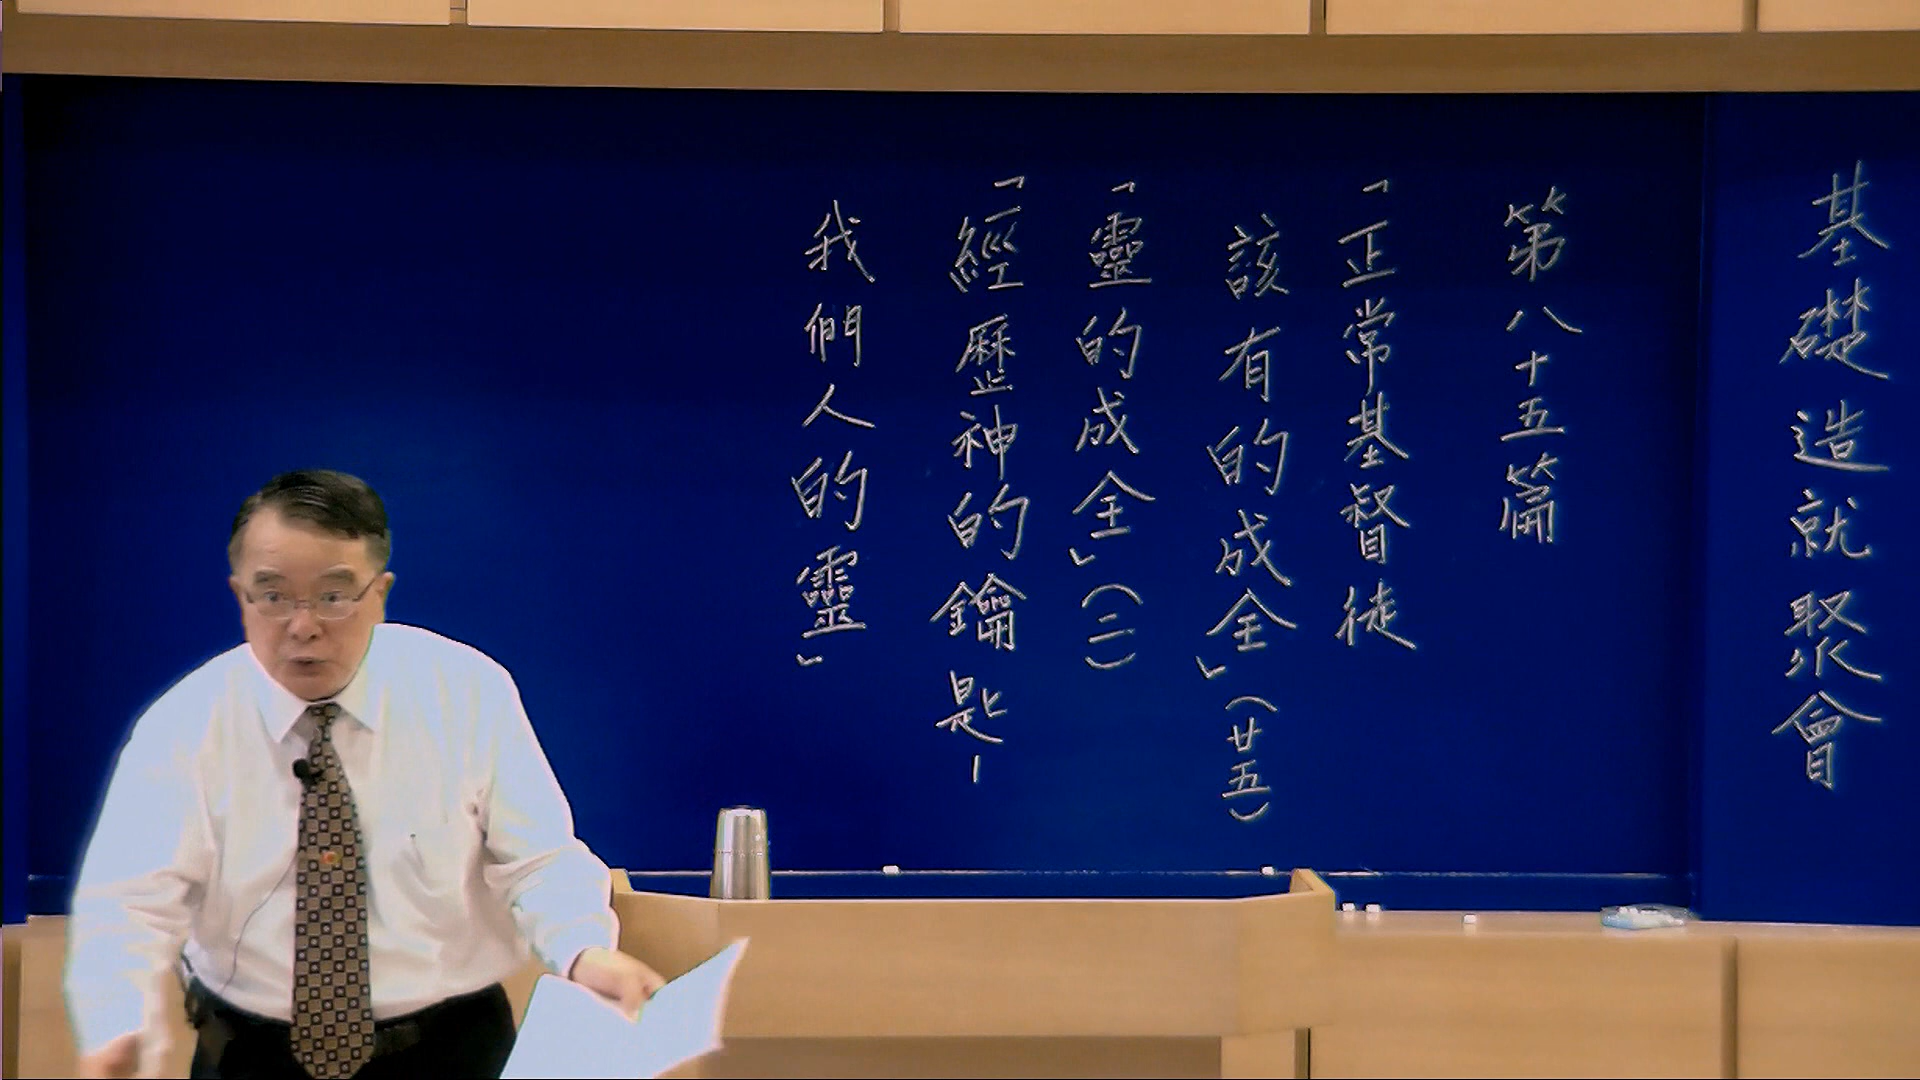 基礎造就聚會
第八十五篇
「正常基督徒
該有的成全」(廿五)
「靈的成全」(二)
「經歷神的鑰匙—
我們人的靈」